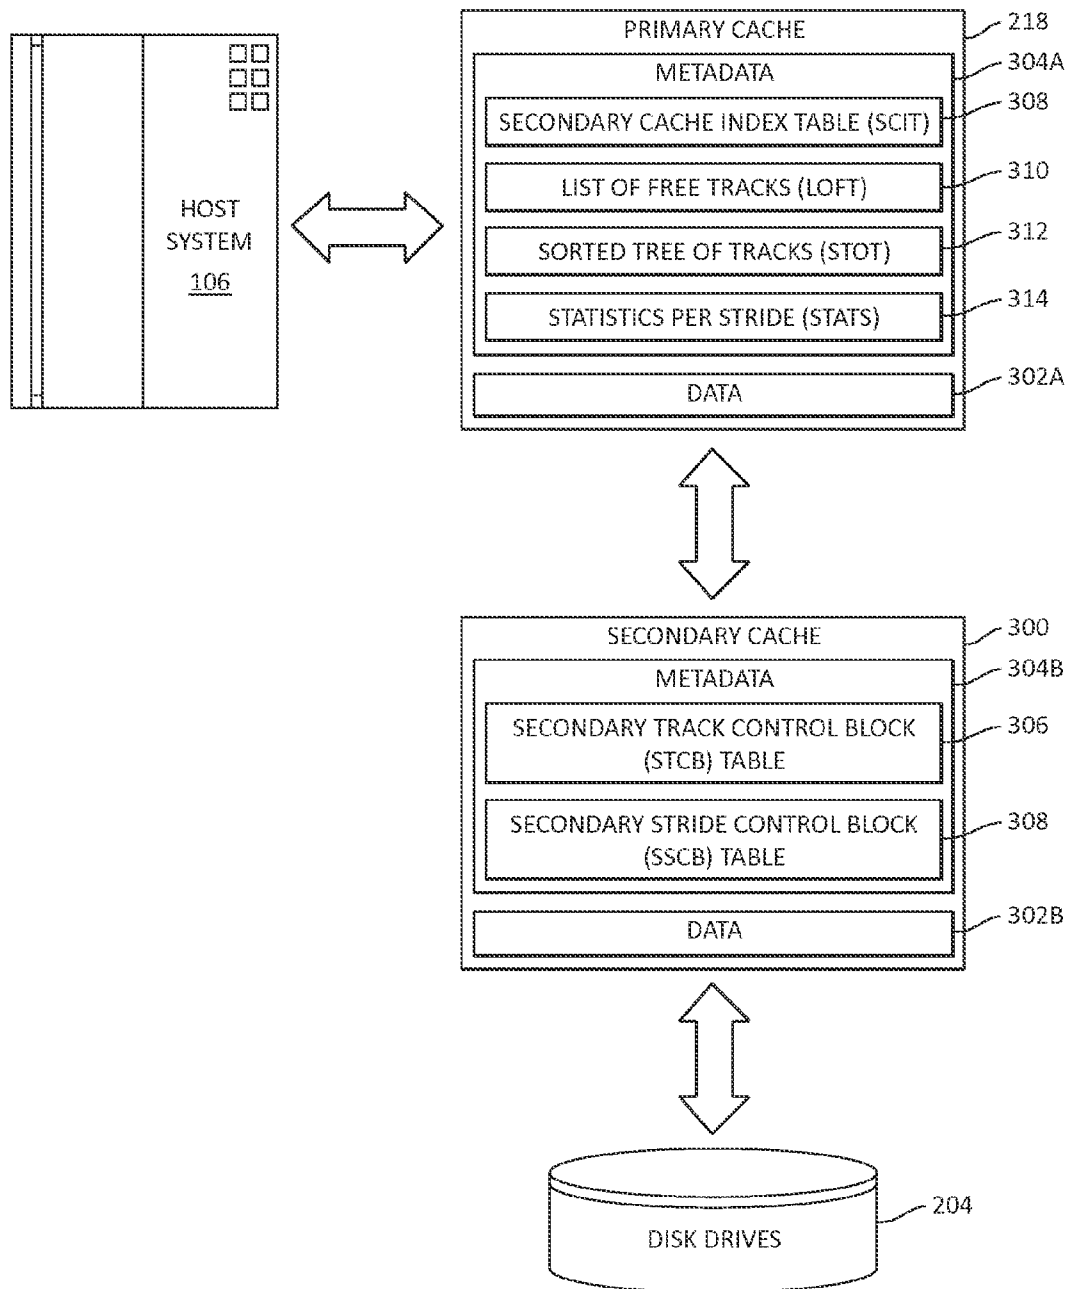 PRIMARY CACHE
218
METADATA
304A
SECONDARY CACHE INDEX TABLE (SCIT)
308
LIST OF FREE TRACKS (LOFT)
310
SORTED TREE OF TRACKS (STOT)
312
STATISTICS PER STRIDE (STATS)
314
DATA
302A
HOST
SYSTEM
106
SECONDARY CACHE
300
METADATA
304B
SECONDARY TRACK CONTROL BLOCK
(STCB) TABLE
306
SECONDARY STRIDE CONTROL BLOCK
(SSCB) TABLE
308
DATA
302B
DISK DRIVES
204